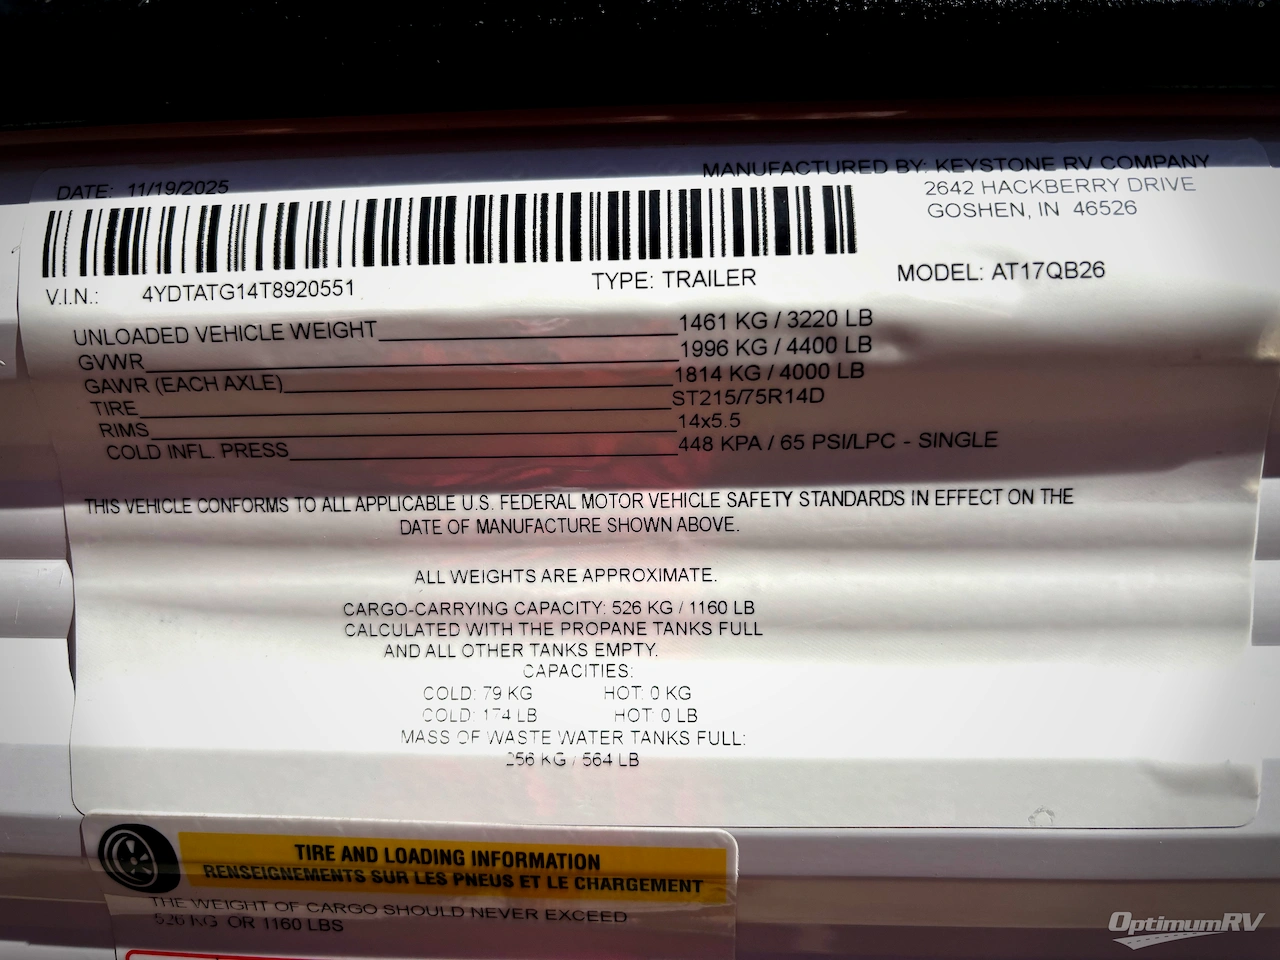 DATE: 11/19/2025
MANUFACTURED BY: KEYSTONE RV COMPANY
2642 HACKBERRY DRIVE
GOSHEN, IN 46526
V.I.N.: 4YDTATG14T8920551 TYPE: TRAILER MODEL: AT17QB26
UNLOADED VEHICLE WEIGHT 1461 KG / 3220 LB
GVWR 1996 KG / 4400 LB
GAWR (EACH AXLE) 1814 KG / 4000 LB
TIRE ST215/75R14D
RIMS 14x5.5
COLD INFL. PRESS 448 KPA / 65 PSI/LPC - SINGLE
THIS VEHICLE CONFORMS TO ALL APPLICABLE U.S. FEDERAL MOTOR VEHICLE SAFETY STANDARDS IN EFFECT ON THE
DATE OF MANUFACTURE SHOWN ABOVE.
ALL WEIGHTS ARE APPROXIMATE.
CARGO-CARRYING CAPACITY: 526 KG / 1160 LB
CALCULATED WITH THE PROPANE TANKS FULL
AND ALL OTHER TANKS EMPTY.
CAPACITIES:
COLD: 79 KG HOT: 0 KG
COLD: 174 LB HOT: 0 LB
MASS OF WASTE WATER TANKS FULL:
256 KG / 564 LB
TIRE AND LOADING INFORMATION
RENSEIGNEMENTS SUR LES PNEUS ET LE CHARGEMENT
THE WEIGHT OF CARGO SHOULD NEVER EXCEED
526 KG OR 1160 LBS
OptimumRV